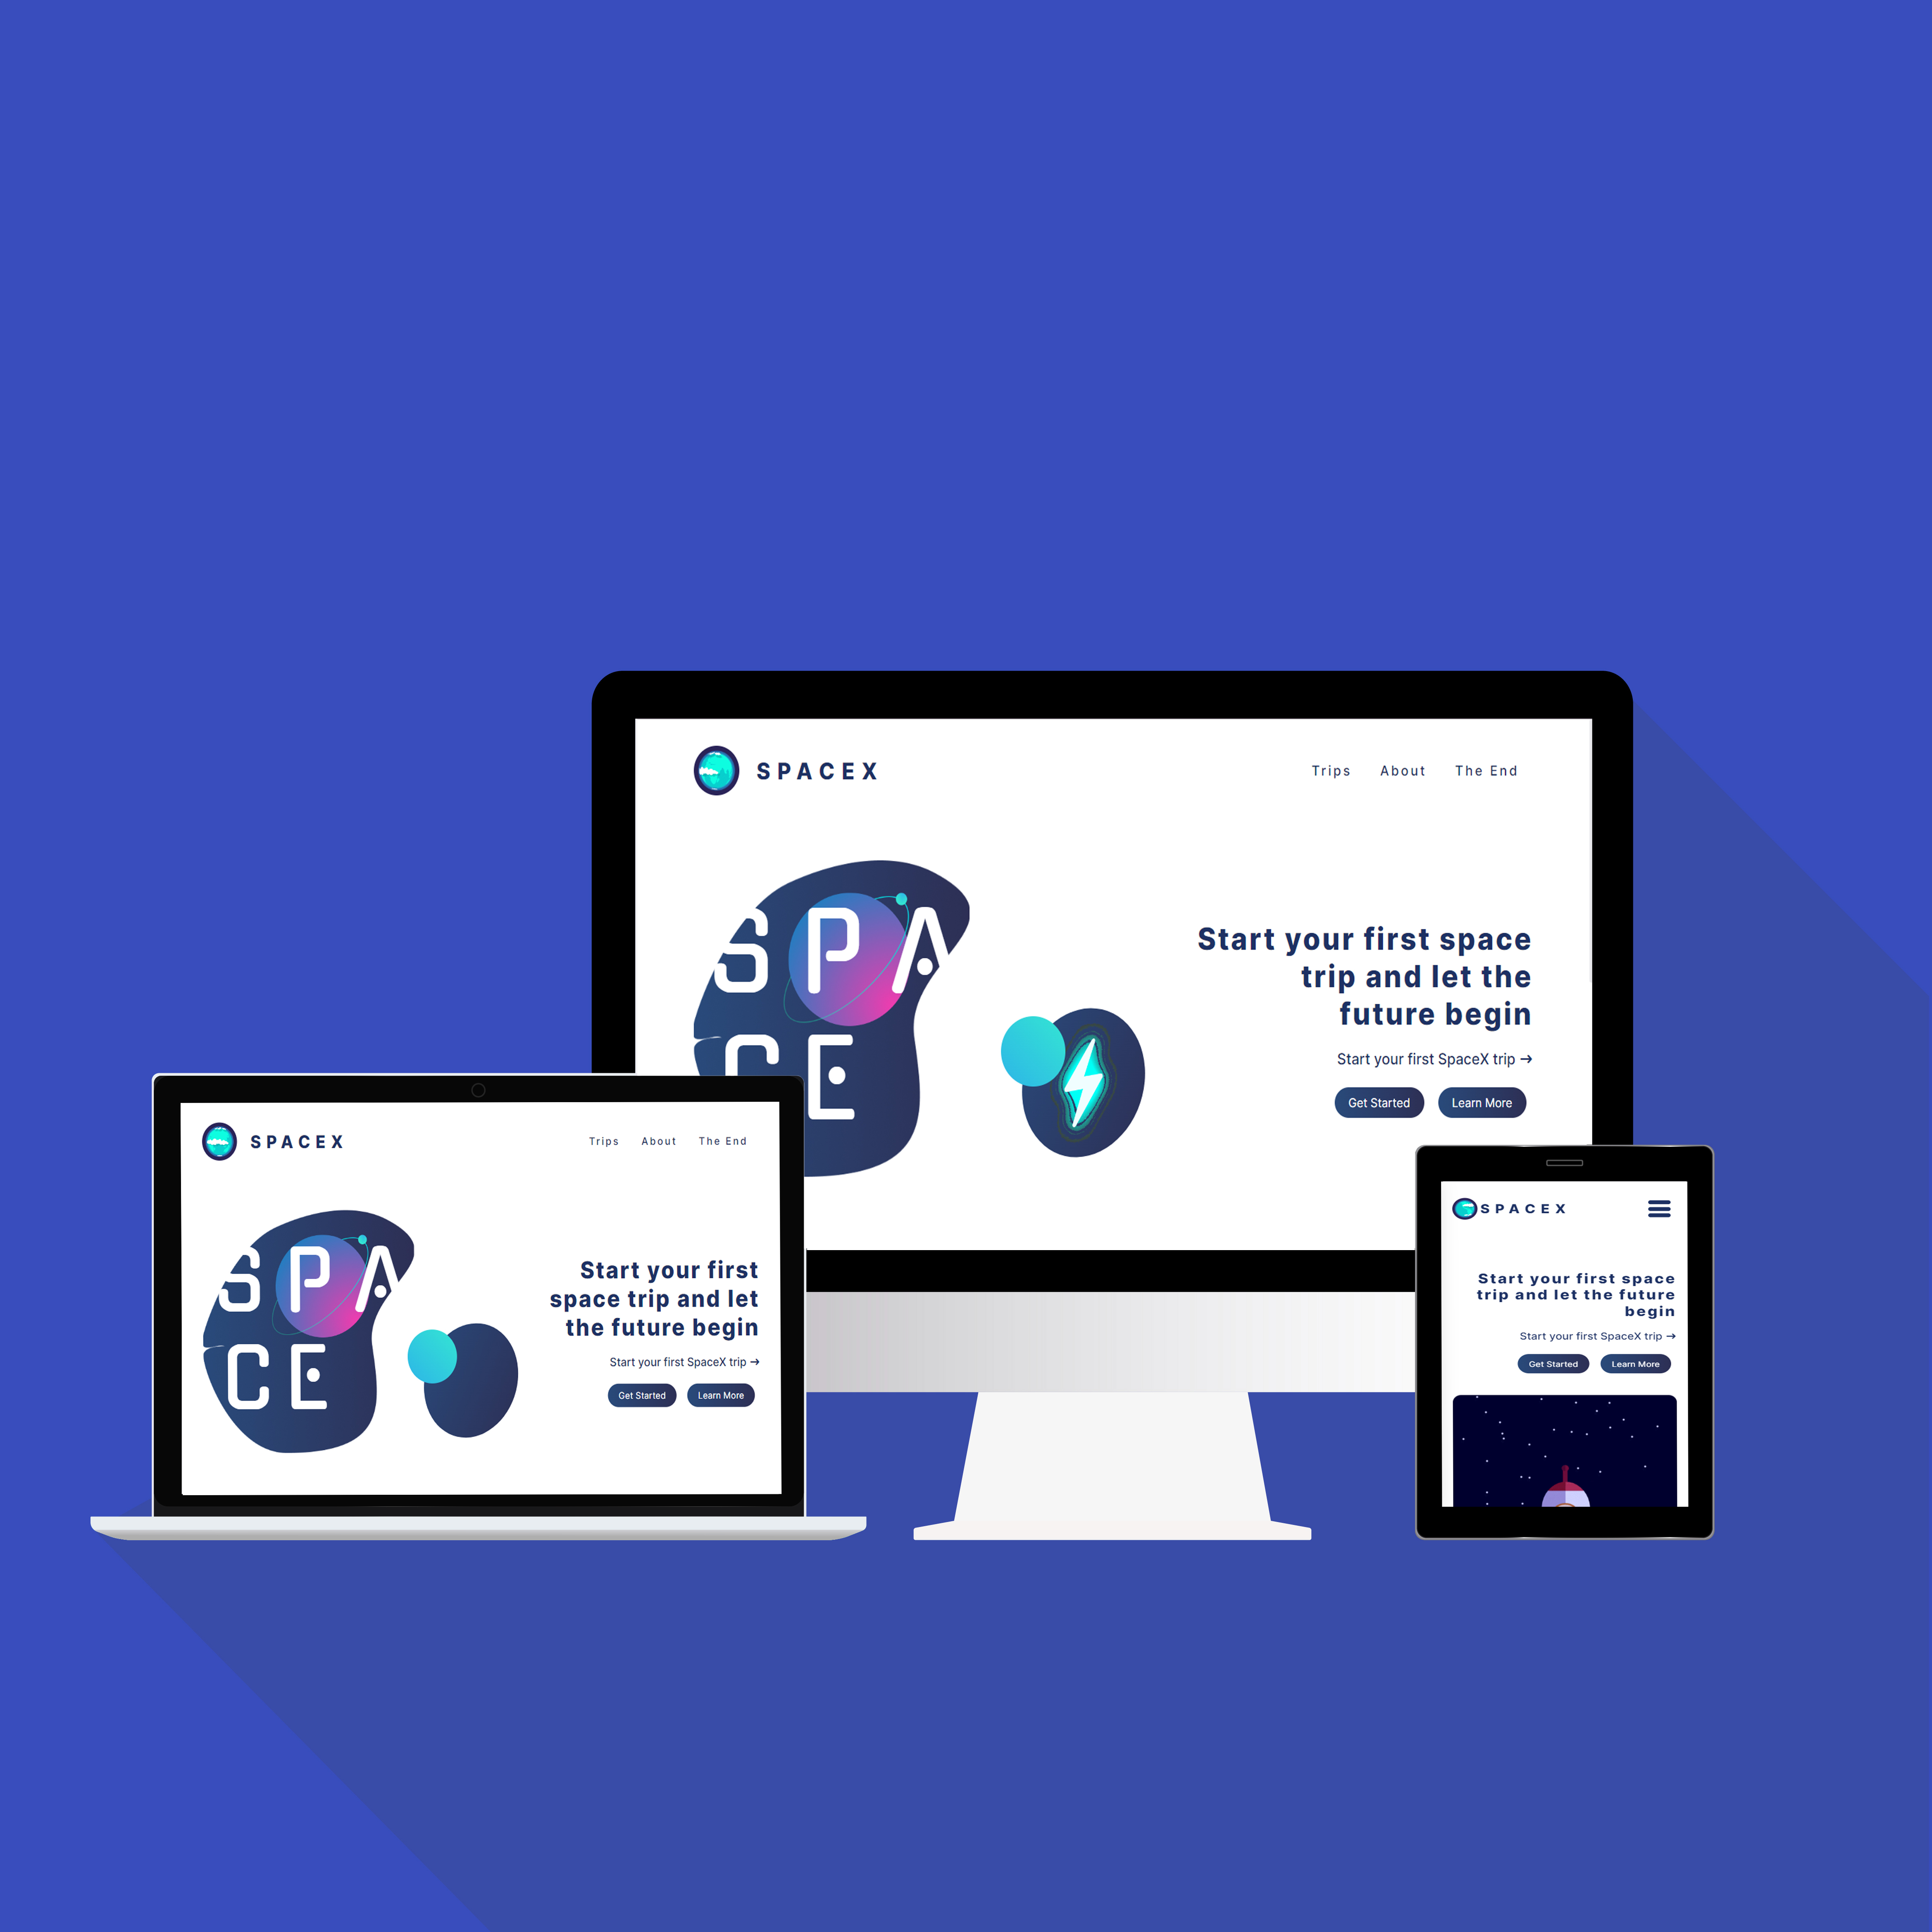 SPACEX
Trips About The End
SPA
CE
Start your first space
trip and let the
future begin
Start your first SpaceX trip →
Get Started Learn More
SPACEX
Trips About The End
SPA
CE
Start your first
space trip and let
the future begin
Start your first SpaceX trip →
Get Started Learn More
SPACEX
Start your first space
trip and let the future
begin
Start your first SpaceX trip →
Get Started Learn More